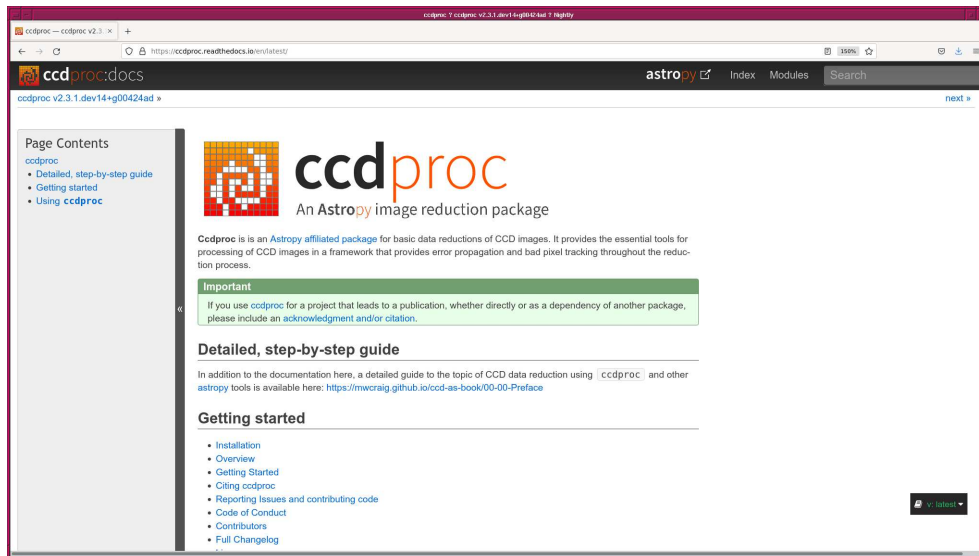 ccdproc ? ccdproc v2.3.1.dev14+g00424ad ? Nightly
ccdproc — ccdproc v2.3. × +
https://ccdproc.readthedocs.io/en/latest/ 150%
ccdproc:docs astropy Index Modules Search
ccdproc v2.3.1.dev14+g00424ad » next »
Page Contents
ccdproc
• Detailed, step-by-step guide
• Getting started
• Using ccdproc
«
ccdproc
An Astropy image reduction package
Ccdproc is is an Astropy affiliated package for basic data reductions of CCD images. It provides the essential tools for
processing of CCD images in a framework that provides error propagation and bad pixel tracking throughout the reduc-
tion process.
Important
If you use ccdproc for a project that leads to a publication, whether directly or as a dependency of another package,
please include an acknowledgment and/or citation.
Detailed, step-by-step guide
In addition to the documentation here, a detailed guide to the topic of CCD data reduction using ccdproc and other
astropy tools is available here: https://mwcraig.github.io/ccd-as-book/00-00-Preface
Getting started
• Installation
• Overview
• Getting Started
• Citing ccdproc
• Reporting Issues and contributing code
• Code of Conduct
• Contributors
• Full Changelog
v: latest